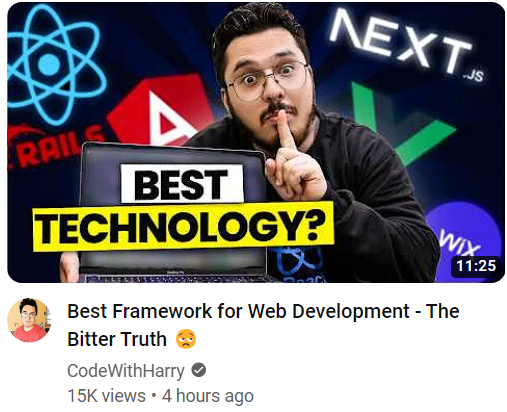 NEXT
.JS
RAILS
BEST
TECHNOLOGY?
WIX
11:25
Best Framework for Web Development - The
Bitter Truth 😔
CodeWithHarry
15K views • 4 hours ago